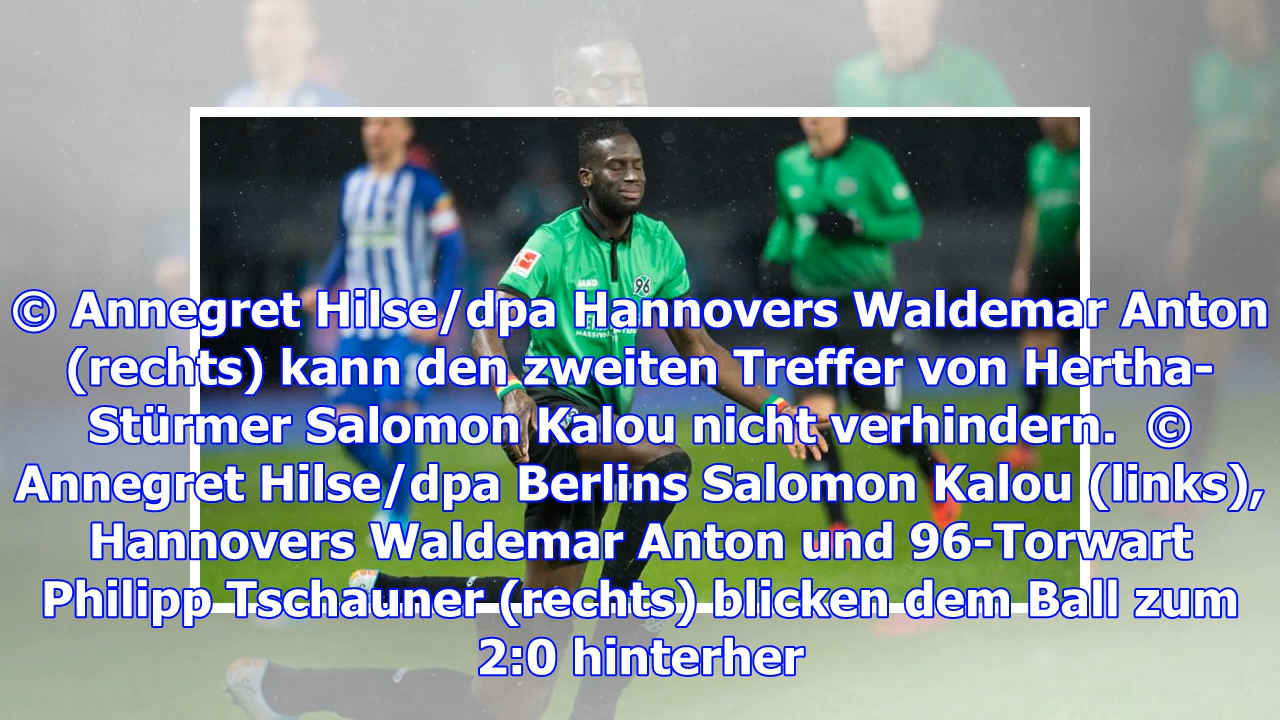 © Annegret Hilse/dpa Hannovers Waldemar Anton
(rechts) kann den zweiten Treffer von Hertha-
Stürmer Salomon Kalou nicht verhindern.  ©
Annegret Hilse/dpa Berlins Salomon Kalou (links),
Hannovers Waldemar Anton und 96-Torwart
Philipp Tschauner (rechts) blicken dem Ball zum
2:0 hinterher
JAKO
96